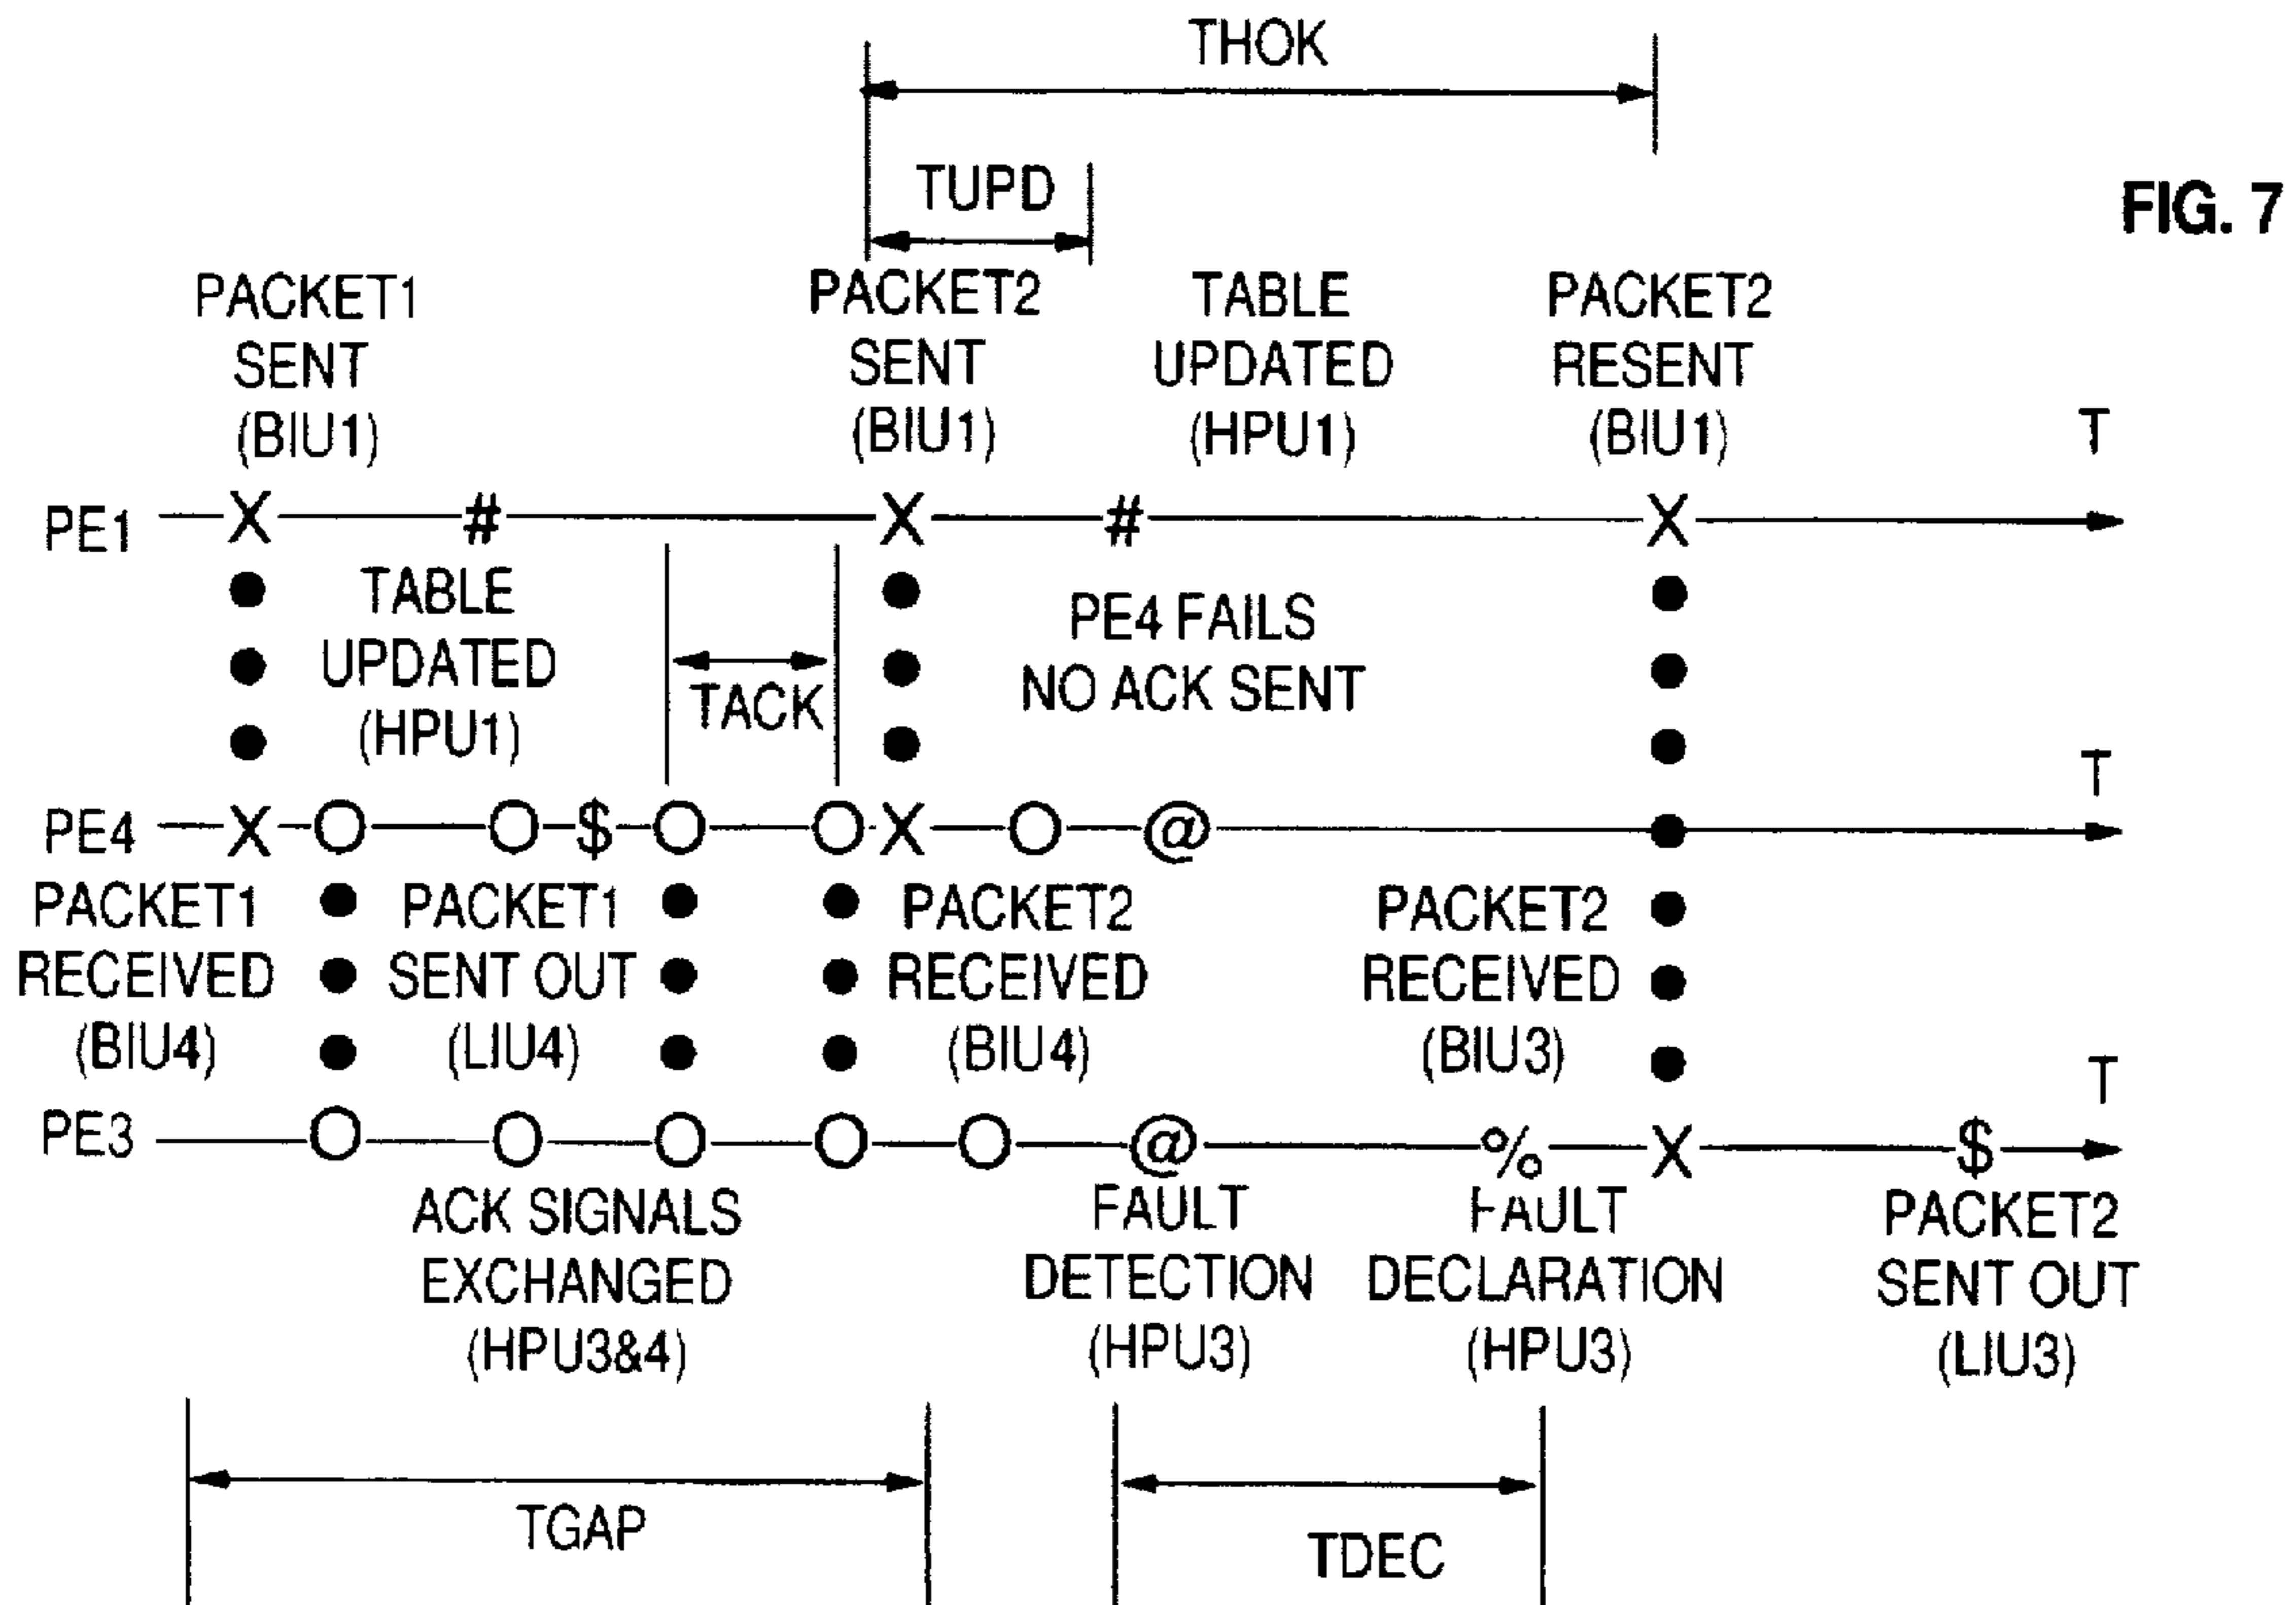 THOK
TUPD
FIG. 7
PACKET1
SENT
(BIU1)
PACKET2
SENT
(BIU1)
TABLE
UPDATED
(HPU1)
PACKET2
RESENT
(BIU1)
T
PE1 X # X # X
TABLE
UPDATED
(HPU1)
TACK
PE4 FAILS
NO ACK SENT
T
PE4 X O O $ O O X O @
PACKET1
RECEIVED
(BIU4)
PACKET1
SENT OUT
(LIU4)
PACKET2
RECEIVED
(BIU4)
PACKET2
RECEIVED
(BIU3)
T
PE3 O O O O O @ % X $
ACK SIGNALS
EXCHANGED
(HPU3&4)
FAULT
DETECTION
(HPU3)
FAULT
DECLARATION
(HPU3)
PACKET2
SENT OUT
(LIU3)
TGAP
TDEC